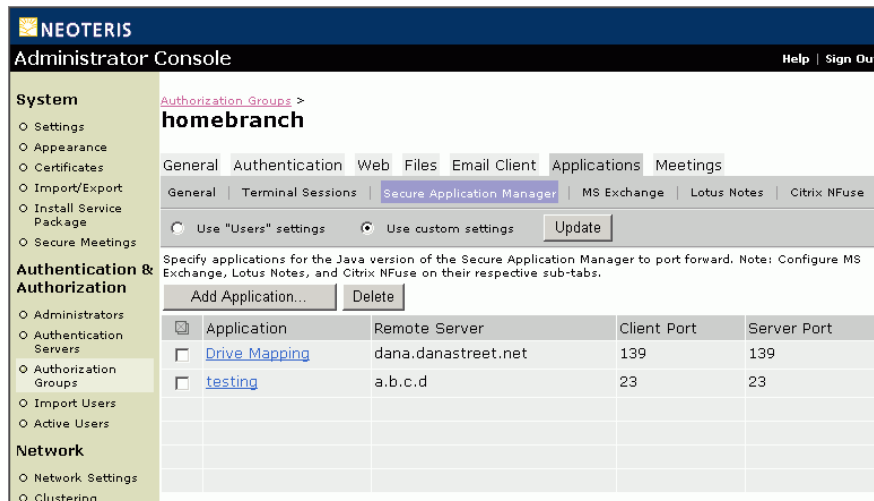 NEOTERIS
Administrator Console
Help | Sign Ou
System
Settings
Appearance
Certificates
Import/Export
Install Service
Package
Secure Meetings
Authentication &
Authorization
Administrators
Authentication
Servers
Authorization
Groups
Import Users
Active Users
Network
Network Settings
Clustering
Authorization Groups >
homebranch
General Authentication Web Files Email Client Applications Meetings
General | Terminal Sessions | Secure Application Manager | MS Exchange | Lotus Notes | Citrix NFuse
Use "Users" settings Use custom settings Update
Specify applications for the Java version of the Secure Application Manager to port forward. Note: Configure MS
Exchange, Lotus Notes, and Citrix NFuse on their respective sub-tabs.
Add Application... Delete
Application Remote Server Client Port Server Port
Drive Mapping dana.danastreet.net 139 139
testing a.b.c.d 23 23